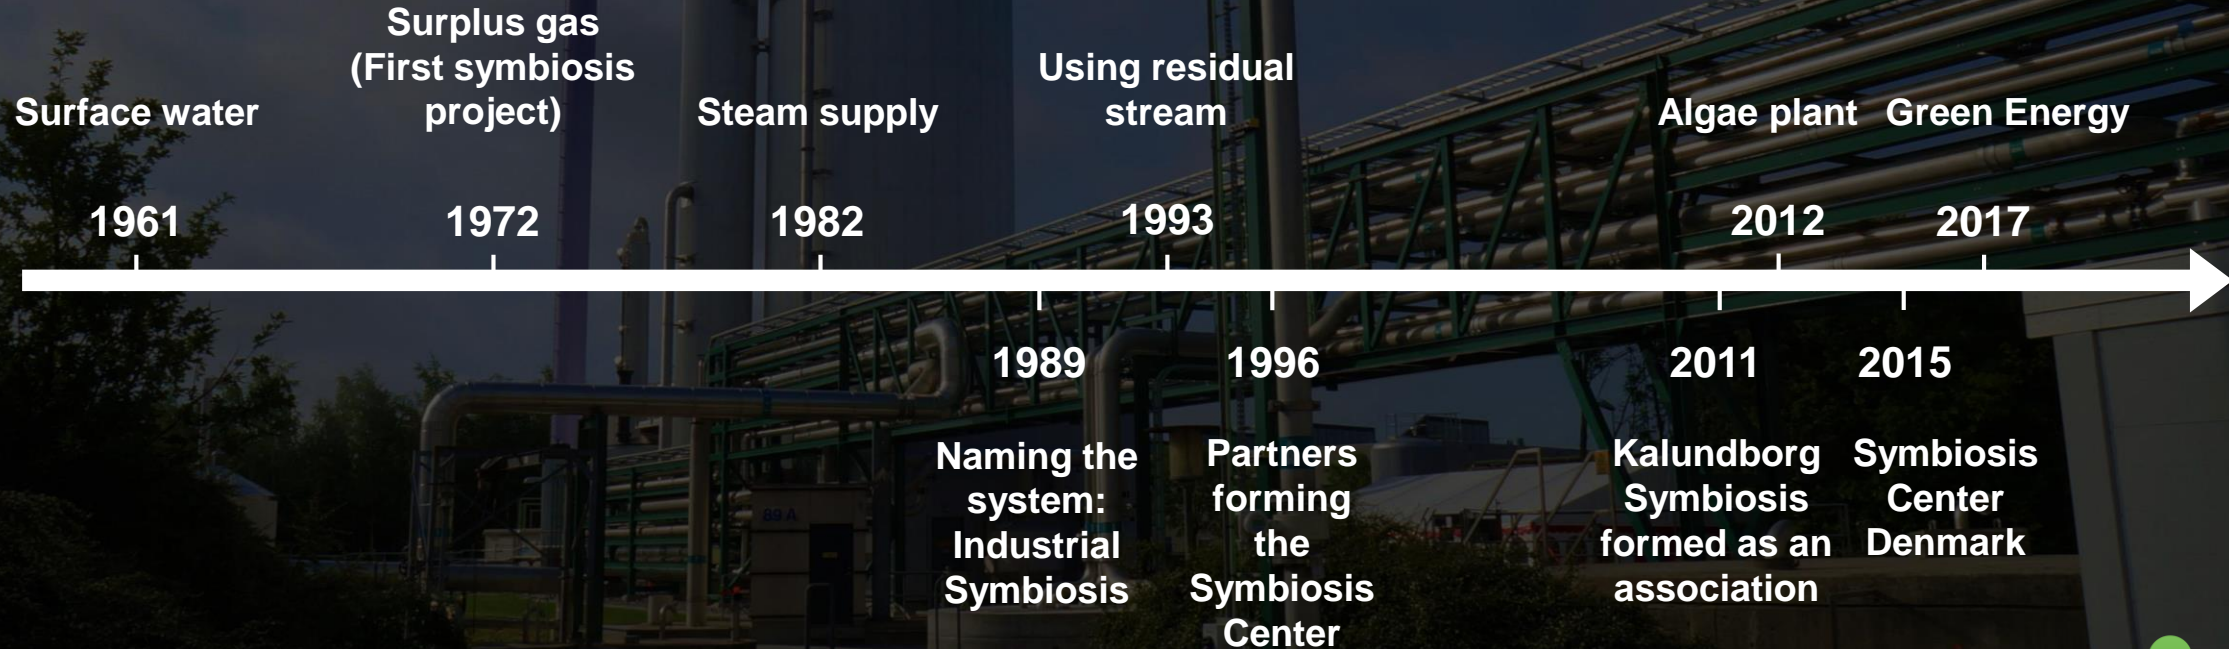 Surplus gas
(First symbiosis
project)
Surface water
Steam supply
Using residual
stream
Algae plant
Green Energy
1961
1972
1982
1993
2012
2017
1989
1996
2011
2015
Naming the
system:
Industrial
Symbiosis
Partners
forming
the
Symbiosis
Center
Kalundborg
Symbiosis
formed as an
association
Symbiosis
Center
Denmark
89 A